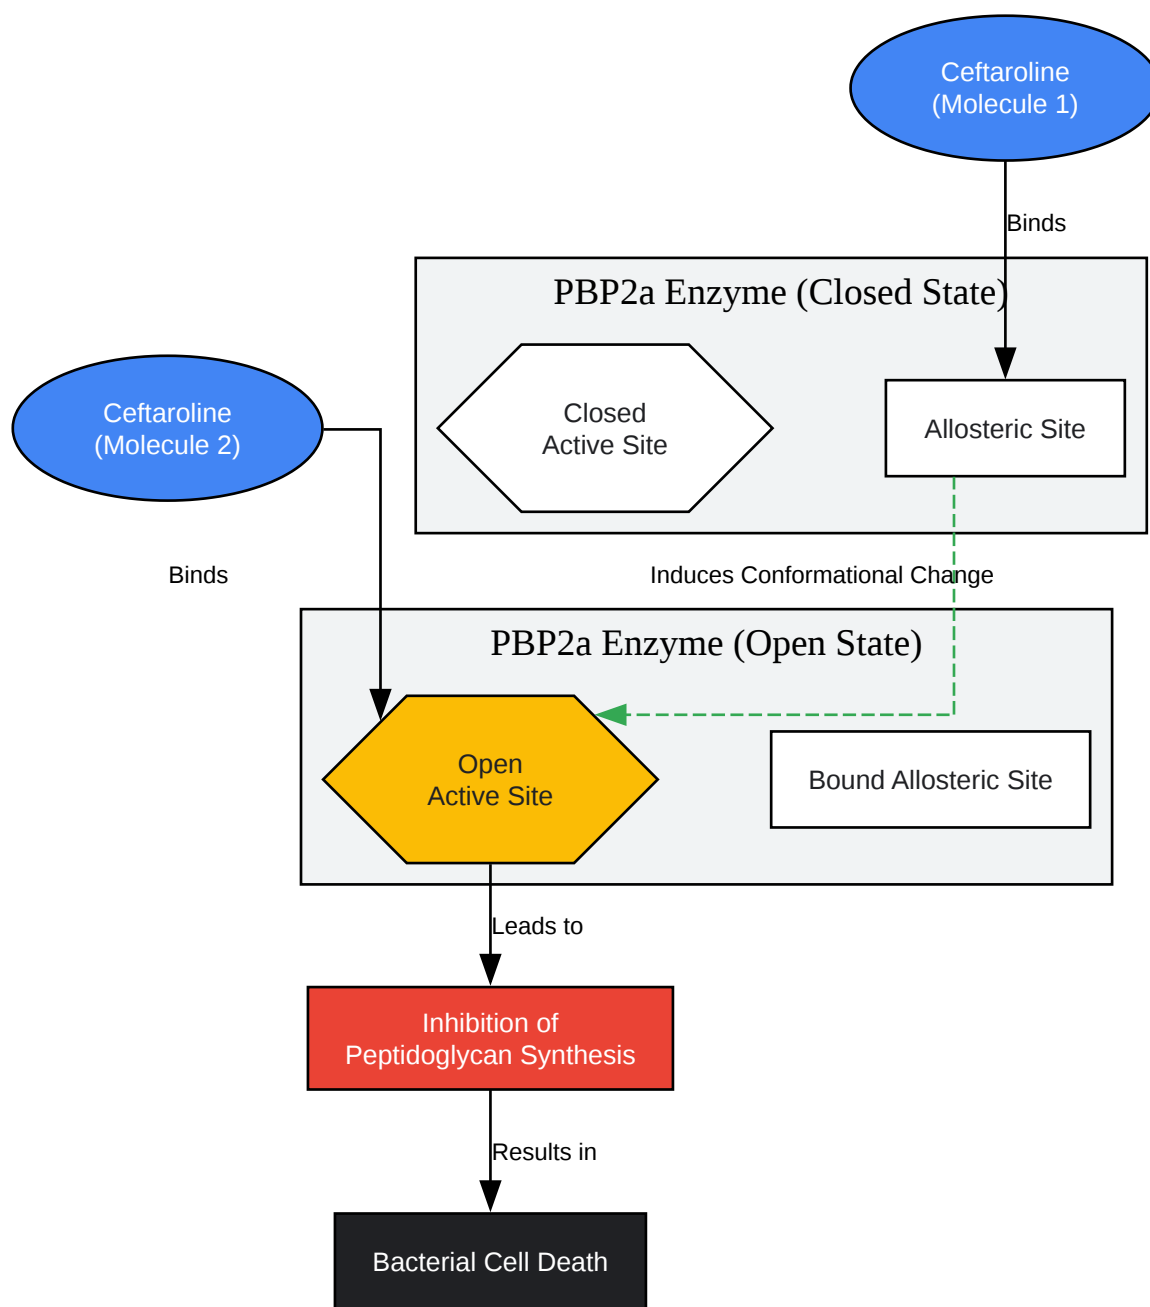 Ceftaroline
(Molecule 1)
Binds
PBP2a Enzyme (Closed State)
Closed
Active Site
Allosteric Site
Ceftaroline
(Molecule 2)
Binds
Induces Conformational Change
PBP2a Enzyme (Open State)
Open
Active Site
Bound Allosteric Site
Leads to
Inhibition of
Peptidoglycan Synthesis
Results in
Bacterial Cell Death